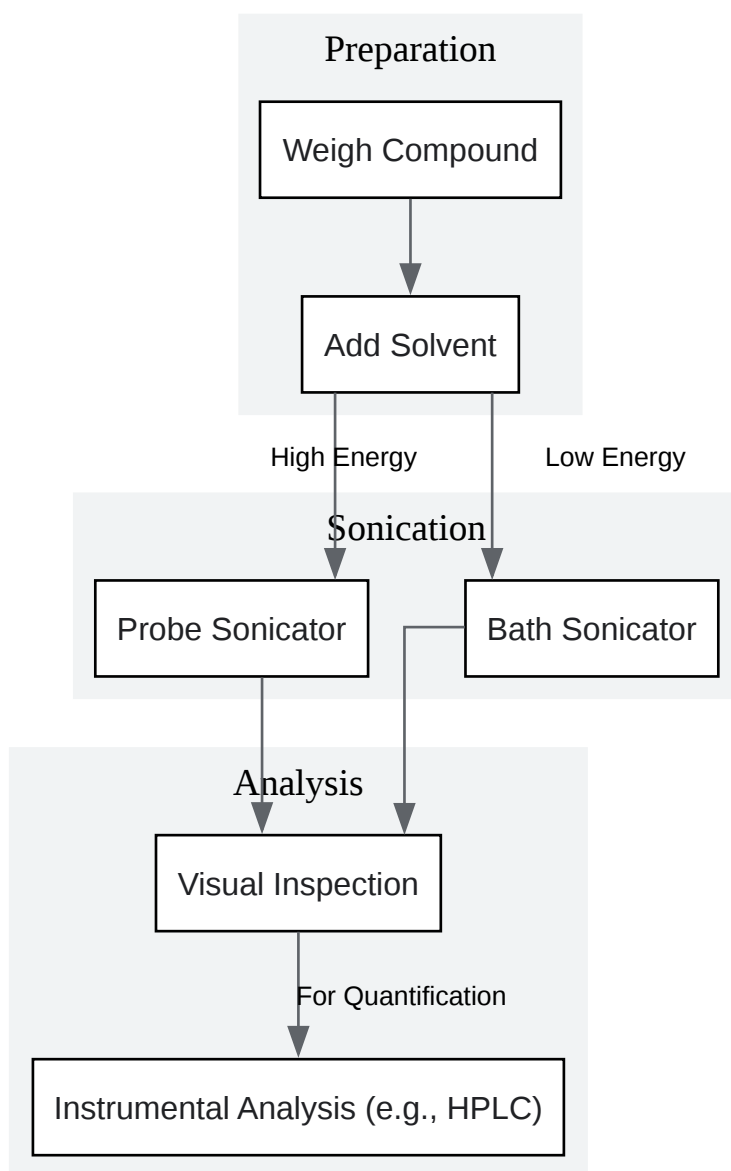 Preparation
Weigh Compound
Add Solvent
High Energy
Low Energy
Sonication
Probe Sonicator
Bath Sonicator
Analysis
Visual Inspection
For Quantification
Instrumental Analysis (e.g., HPLC)